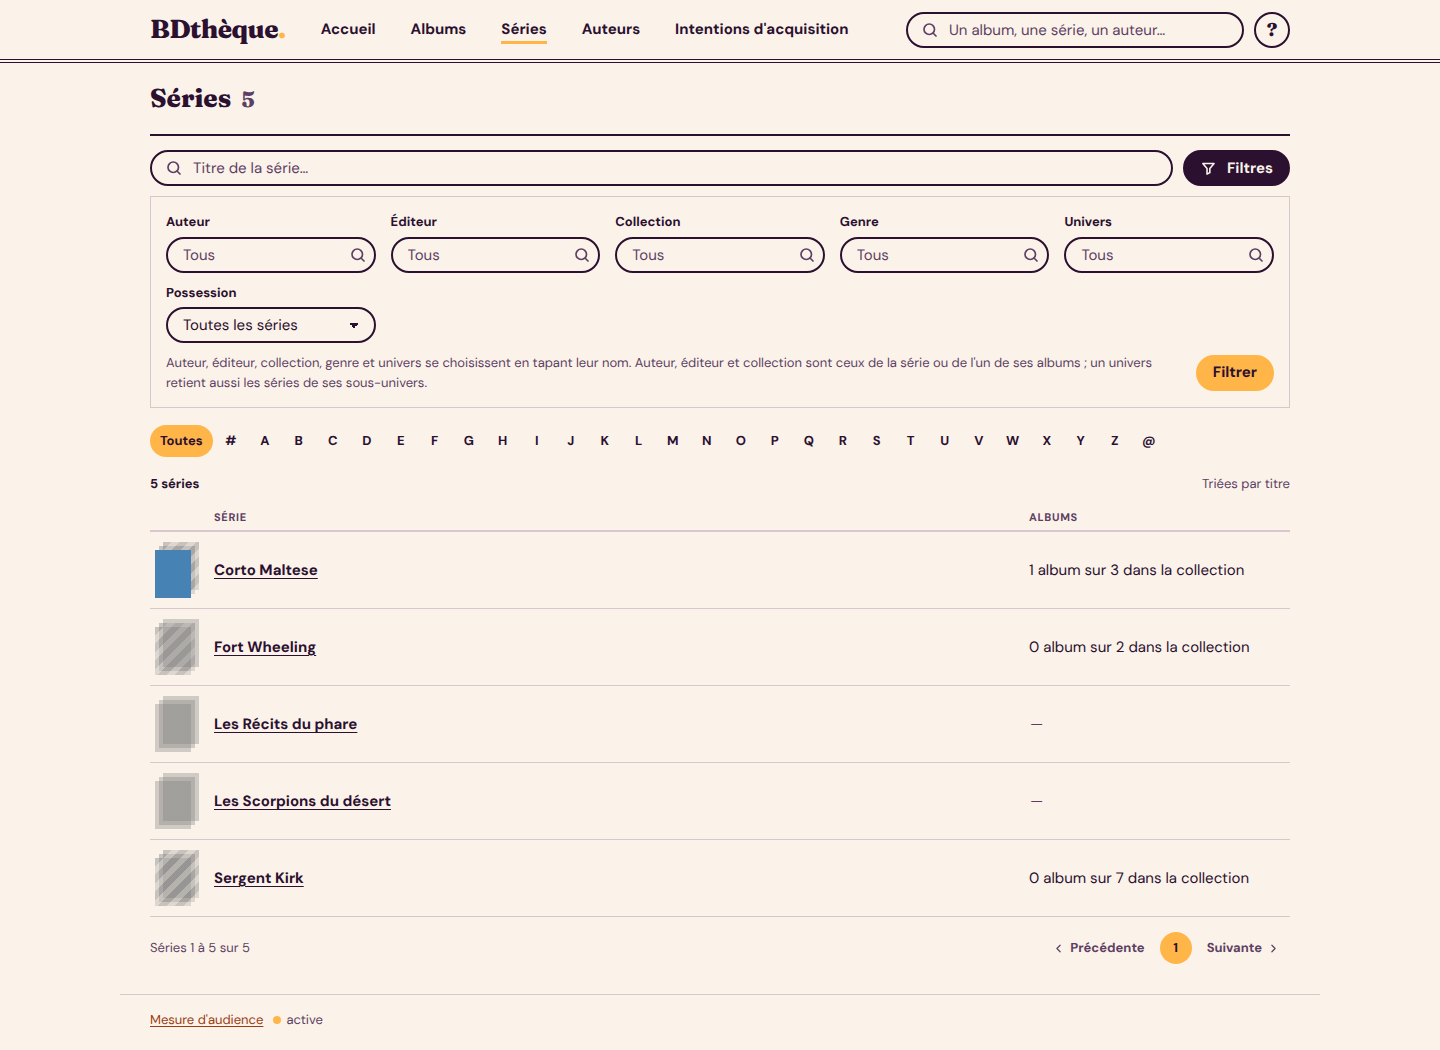 BDthèque. Accueil Albums Séries Auteurs Intentions d'acquisition Un album, une série, un auteur... ?
Séries 5
Titre de la série... Filtres
Auteur Éditeur Collection Genre Univers
Tous Tous Tous Tous Tous
Possession
Toutes les séries
Auteur, éditeur, collection, genre et univers se choisissent en tapant leur nom. Auteur, éditeur et collection sont ceux de la série ou de l'un de ses albums ; un univers
retient aussi les séries de ses sous-univers.
Filtrer
Toutes # A B C D E F G H I J K L M N O P Q R S T U V W X Y Z @
5 séries Triées par titre
SÉRIE ALBUMS
Corto Maltese 1 album sur 3 dans la collection
Fort Wheeling 0 album sur 2 dans la collection
Les Récits du phare —
Les Scorpions du désert —
Sergent Kirk 0 album sur 7 dans la collection
Séries 1 à 5 sur 5 Précédente 1 Suivante
Mesure d'audience active